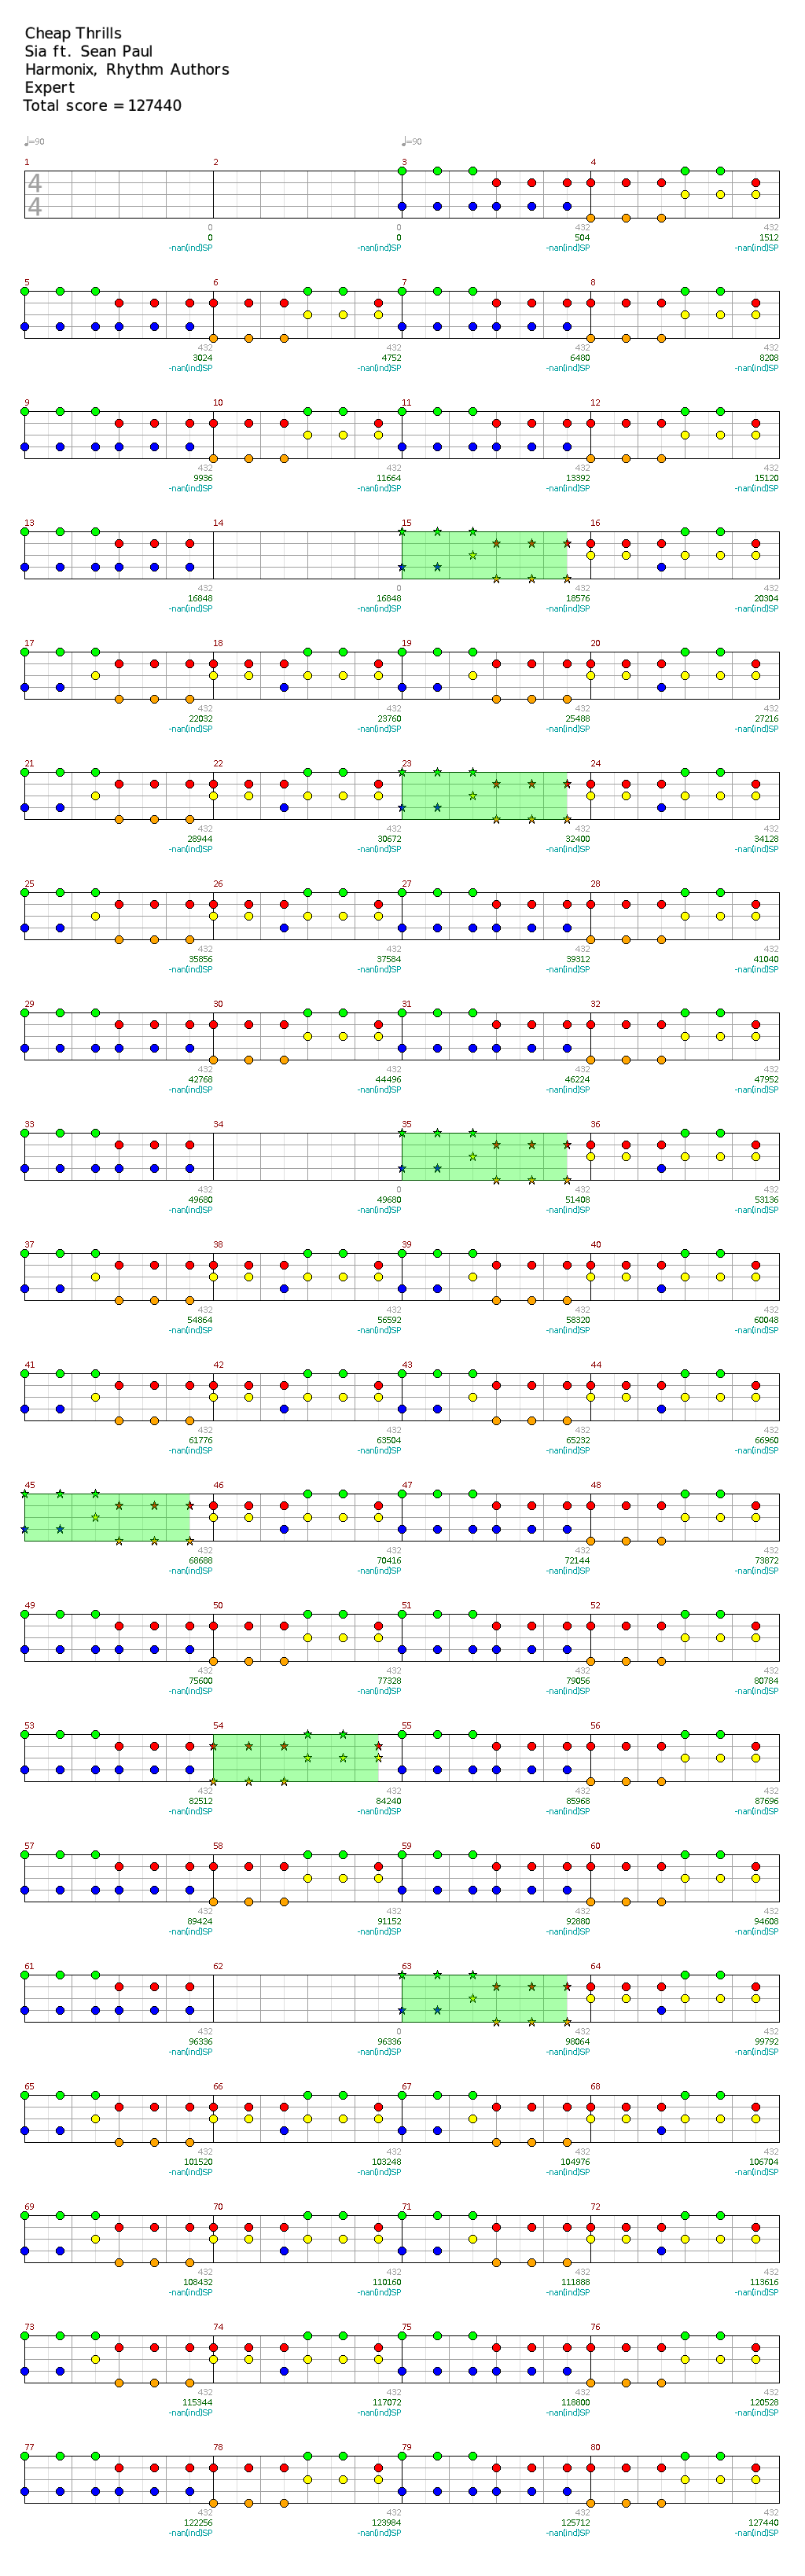 Cheap Thrills
Sia ft. Sean Paul
Harmonix, Rhythm Authors
Expert
Total score = 127440
♩=90 ♩=90
1 2 3 4
4
4
0 0 432 432
0 0 504 1512
-nan(ind)SP -nan(ind)SP -nan(ind)SP -nan(ind)SP
5 6 7 8
432 432 432 432
3024 4752 6480 8208
-nan(ind)SP -nan(ind)SP -nan(ind)SP -nan(ind)SP
9 10 11 12
432 432 432 432
9936 11664 13392 15120
-nan(ind)SP -nan(ind)SP -nan(ind)SP -nan(ind)SP
13 14 15 16
432 0 432 432
16848 16848 18576 20304
-nan(ind)SP -nan(ind)SP -nan(ind)SP -nan(ind)SP
17 18 19 20
432 432 432 432
22032 23760 25488 27216
-nan(ind)SP -nan(ind)SP -nan(ind)SP -nan(ind)SP
21 22 23 24
432 432 432 432
28944 30672 32400 34128
-nan(ind)SP -nan(ind)SP -nan(ind)SP -nan(ind)SP
25 26 27 28
432 432 432 432
35856 37584 39312 41040
-nan(ind)SP -nan(ind)SP -nan(ind)SP -nan(ind)SP
29 30 31 32
432 432 432 432
42768 44496 46224 47952
-nan(ind)SP -nan(ind)SP -nan(ind)SP -nan(ind)SP
33 34 35 36
432 0 432 432
49680 49680 51408 53136
-nan(ind)SP -nan(ind)SP -nan(ind)SP -nan(ind)SP
37 38 39 40
432 432 432 432
54864 56592 58320 60048
-nan(ind)SP -nan(ind)SP -nan(ind)SP -nan(ind)SP
41 42 43 44
432 432 432 432
61776 63504 65232 66960
-nan(ind)SP -nan(ind)SP -nan(ind)SP -nan(ind)SP
45 46 47 48
432 432 432 432
68688 70416 72144 73872
-nan(ind)SP -nan(ind)SP -nan(ind)SP -nan(ind)SP
49 50 51 52
432 432 432 432
75600 77328 79056 80784
-nan(ind)SP -nan(ind)SP -nan(ind)SP -nan(ind)SP
53 54 55 56
432 432 432 432
82512 84240 85968 87696
-nan(ind)SP -nan(ind)SP -nan(ind)SP -nan(ind)SP
57 58 59 60
432 432 432 432
89424 91152 92880 94608
-nan(ind)SP -nan(ind)SP -nan(ind)SP -nan(ind)SP
61 62 63 64
432 0 432 432
96336 96336 98064 99792
-nan(ind)SP -nan(ind)SP -nan(ind)SP -nan(ind)SP
65 66 67 68
432 432 432 432
101520 103248 104976 106704
-nan(ind)SP -nan(ind)SP -nan(ind)SP -nan(ind)SP
69 70 71 72
432 432 432 432
108432 110160 111888 113616
-nan(ind)SP -nan(ind)SP -nan(ind)SP -nan(ind)SP
73 74 75 76
432 432 432 432
115344 117072 118800 120528
-nan(ind)SP -nan(ind)SP -nan(ind)SP -nan(ind)SP
77 78 79 80
432 432 432 432
122256 123984 125712 127440
-nan(ind)SP -nan(ind)SP -nan(ind)SP -nan(ind)SP